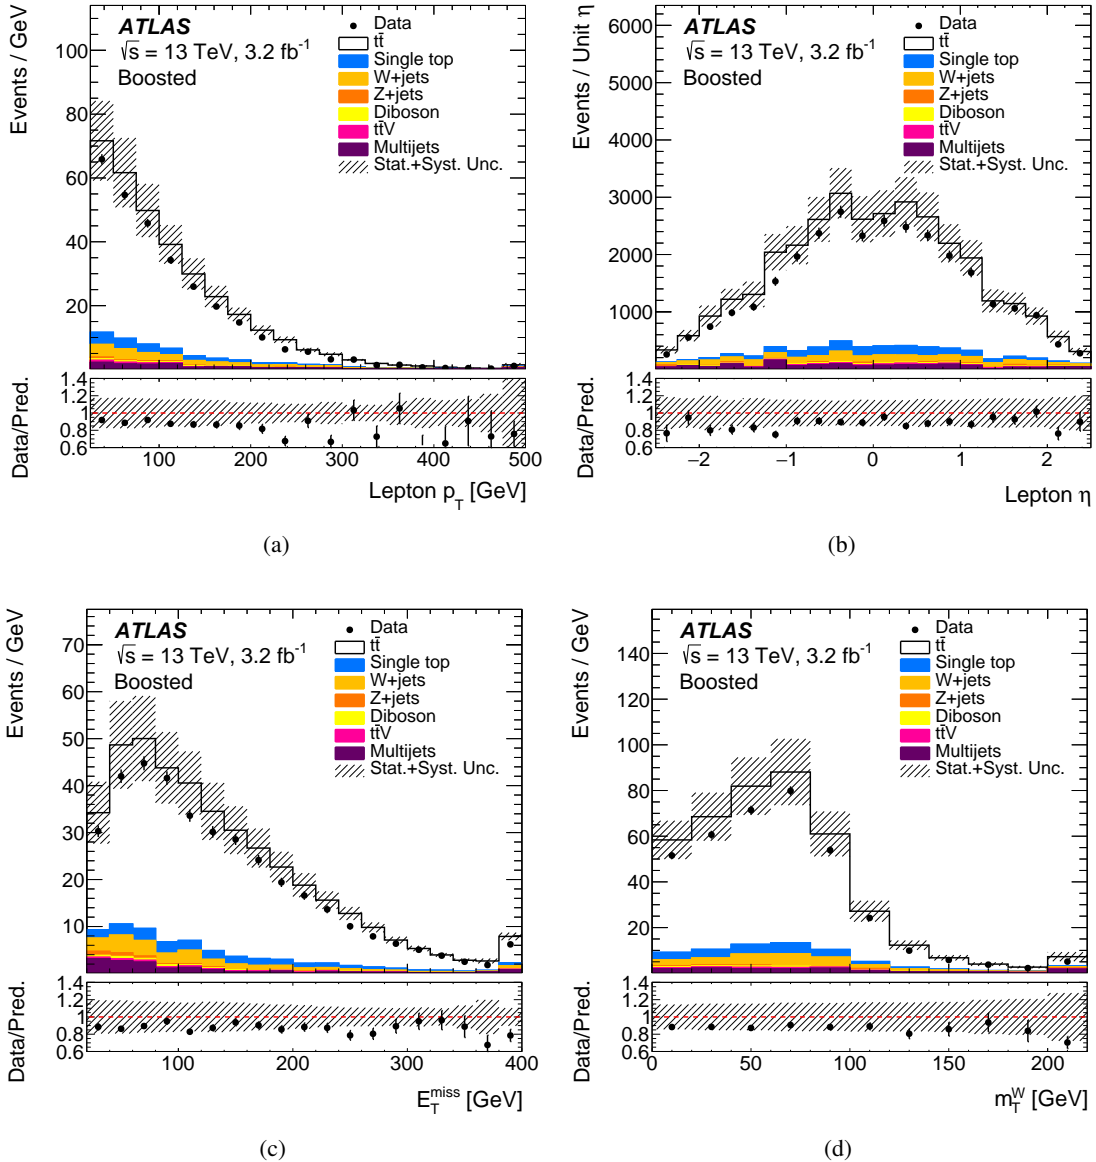 ATLAS
√s = 13 TeV, 3.2 fb⁻¹
Boosted
Data
tt̄
Single top
W+jets
Z+jets
Diboson
tt̄V
Multijets
Stat.+Syst. Unc.
Events / GeV
100
80
60
40
20
Data/Pred.
1.4
1.2
1
0.8
0.6
100 200 300 400 500
Lepton p_T [GeV]
(a)
ATLAS
√s = 13 TeV, 3.2 fb⁻¹
Boosted
Data
tt̄
Single top
W+jets
Z+jets
Diboson
tt̄V
Multijets
Stat.+Syst. Unc.
Events / Unit η
6000
5000
4000
3000
2000
1000
Data/Pred.
1.4
1.2
1
0.8
0.6
−2 −1 0 1 2
Lepton η
(b)
ATLAS
√s = 13 TeV, 3.2 fb⁻¹
Boosted
Data
tt̄
Single top
W+jets
Z+jets
Diboson
tt̄V
Multijets
Stat.+Syst. Unc.
Events / GeV
70
60
50
40
30
20
10
Data/Pred.
1.4
1.2
1
0.8
0.6
100 200 300 400
E_T^miss [GeV]
(c)
ATLAS
√s = 13 TeV, 3.2 fb⁻¹
Boosted
Data
tt̄
Single top
W+jets
Z+jets
Diboson
tt̄V
Multijets
Stat.+Syst. Unc.
Events / GeV
140
120
100
80
60
40
20
Data/Pred.
1.4
1.2
1
0.8
0.6
0 50 100 150 200
m_T^W [GeV]
(d)